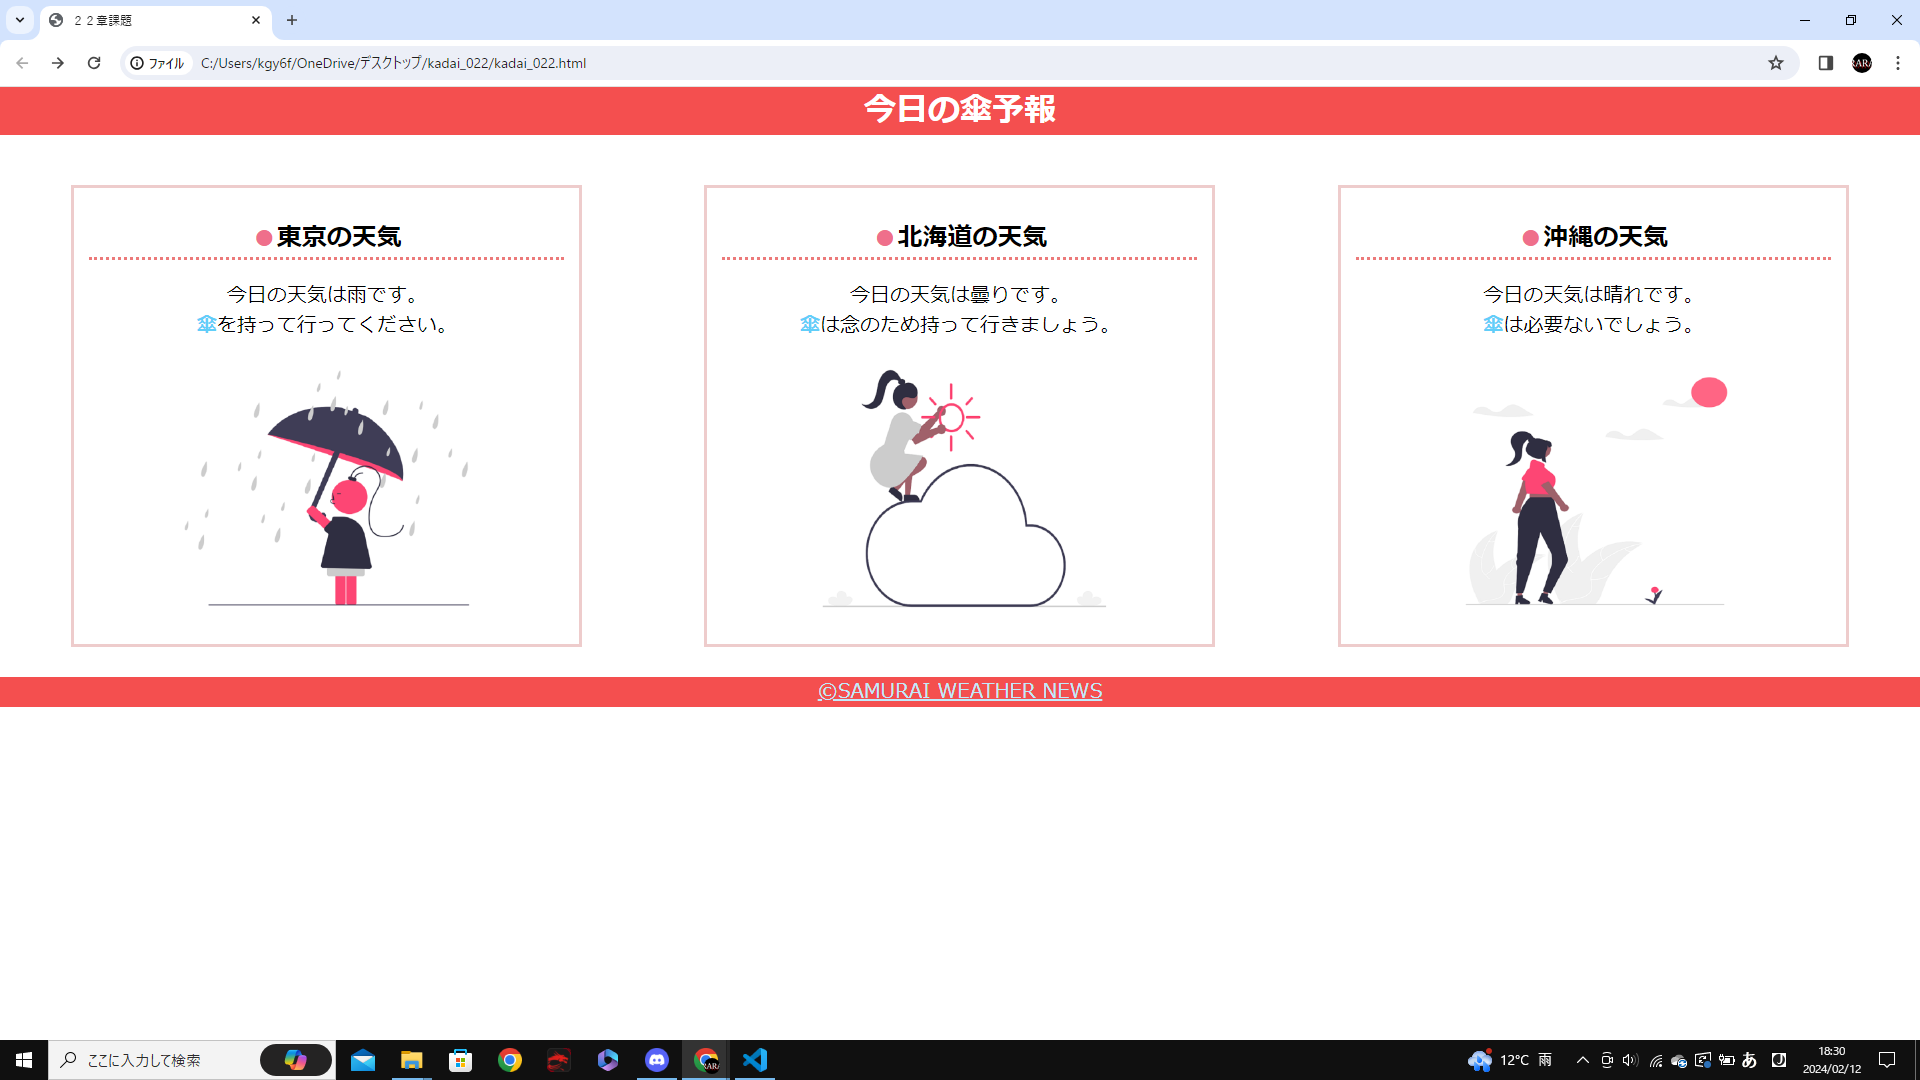 ２２章課題
ファイル
C:/Users/kgy6f/OneDrive/デスクトップ/kadai_022/kadai_022.html
今日の傘予報
東京の天気
今日の天気は雨です。
傘を持って行ってください。
北海道の天気
今日の天気は曇りです。
傘は念のため持って行きましょう。
沖縄の天気
今日の天気は晴れです。
傘は必要ないでしょう。
©SAMURAI WEATHER NEWS
ここに入力して検索
12°C 雨
あ
18:30
2024/02/12